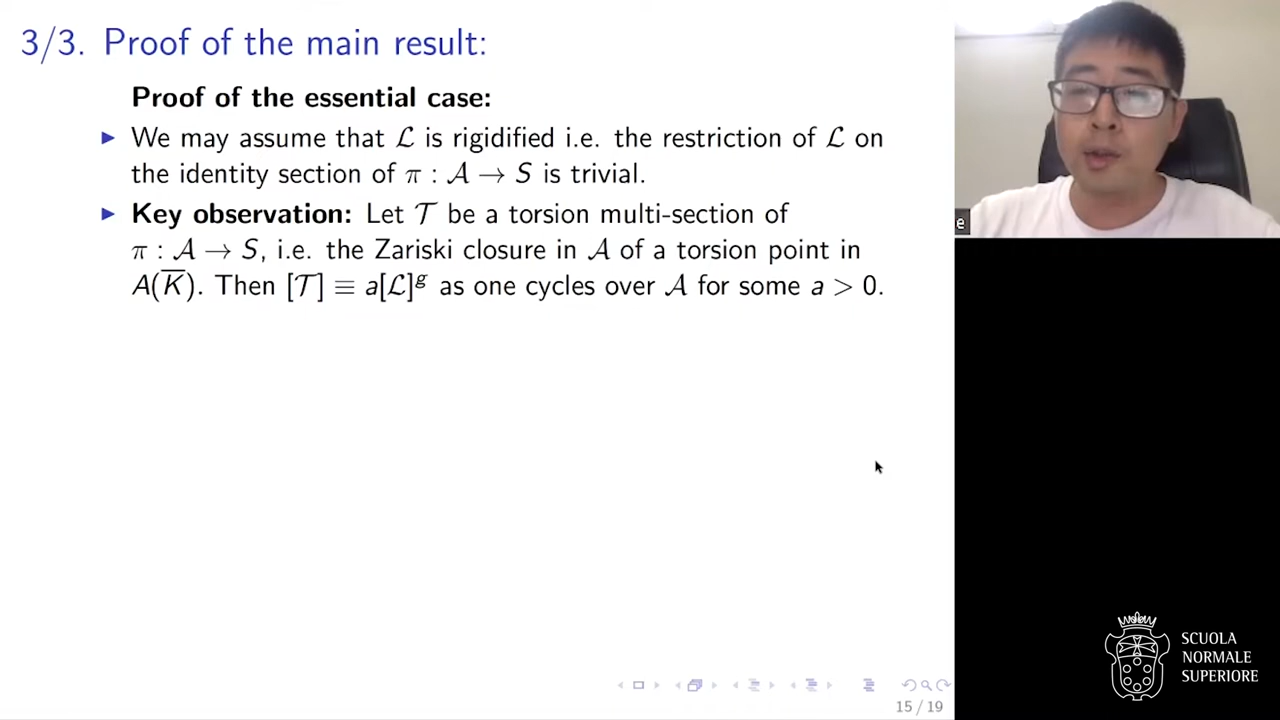 3/3. Proof of the main result:
Proof of the essential case:
▶ We may assume that ℒ is rigidified i.e. the restriction of ℒ on
the identity section of π : 𝒜 → S is trivial.
▶ Key observation: Let 𝒯 be a torsion multi-section of
π : 𝒜 → S, i.e. the Zariski closure in 𝒜 of a torsion point in
A(K̅). Then [𝒯] ≡ a[ℒ]ᵍ as one cycles over 𝒜 for some a > 0.
e
15 / 19
SCUOLA
NORMALE
SUPERIORE